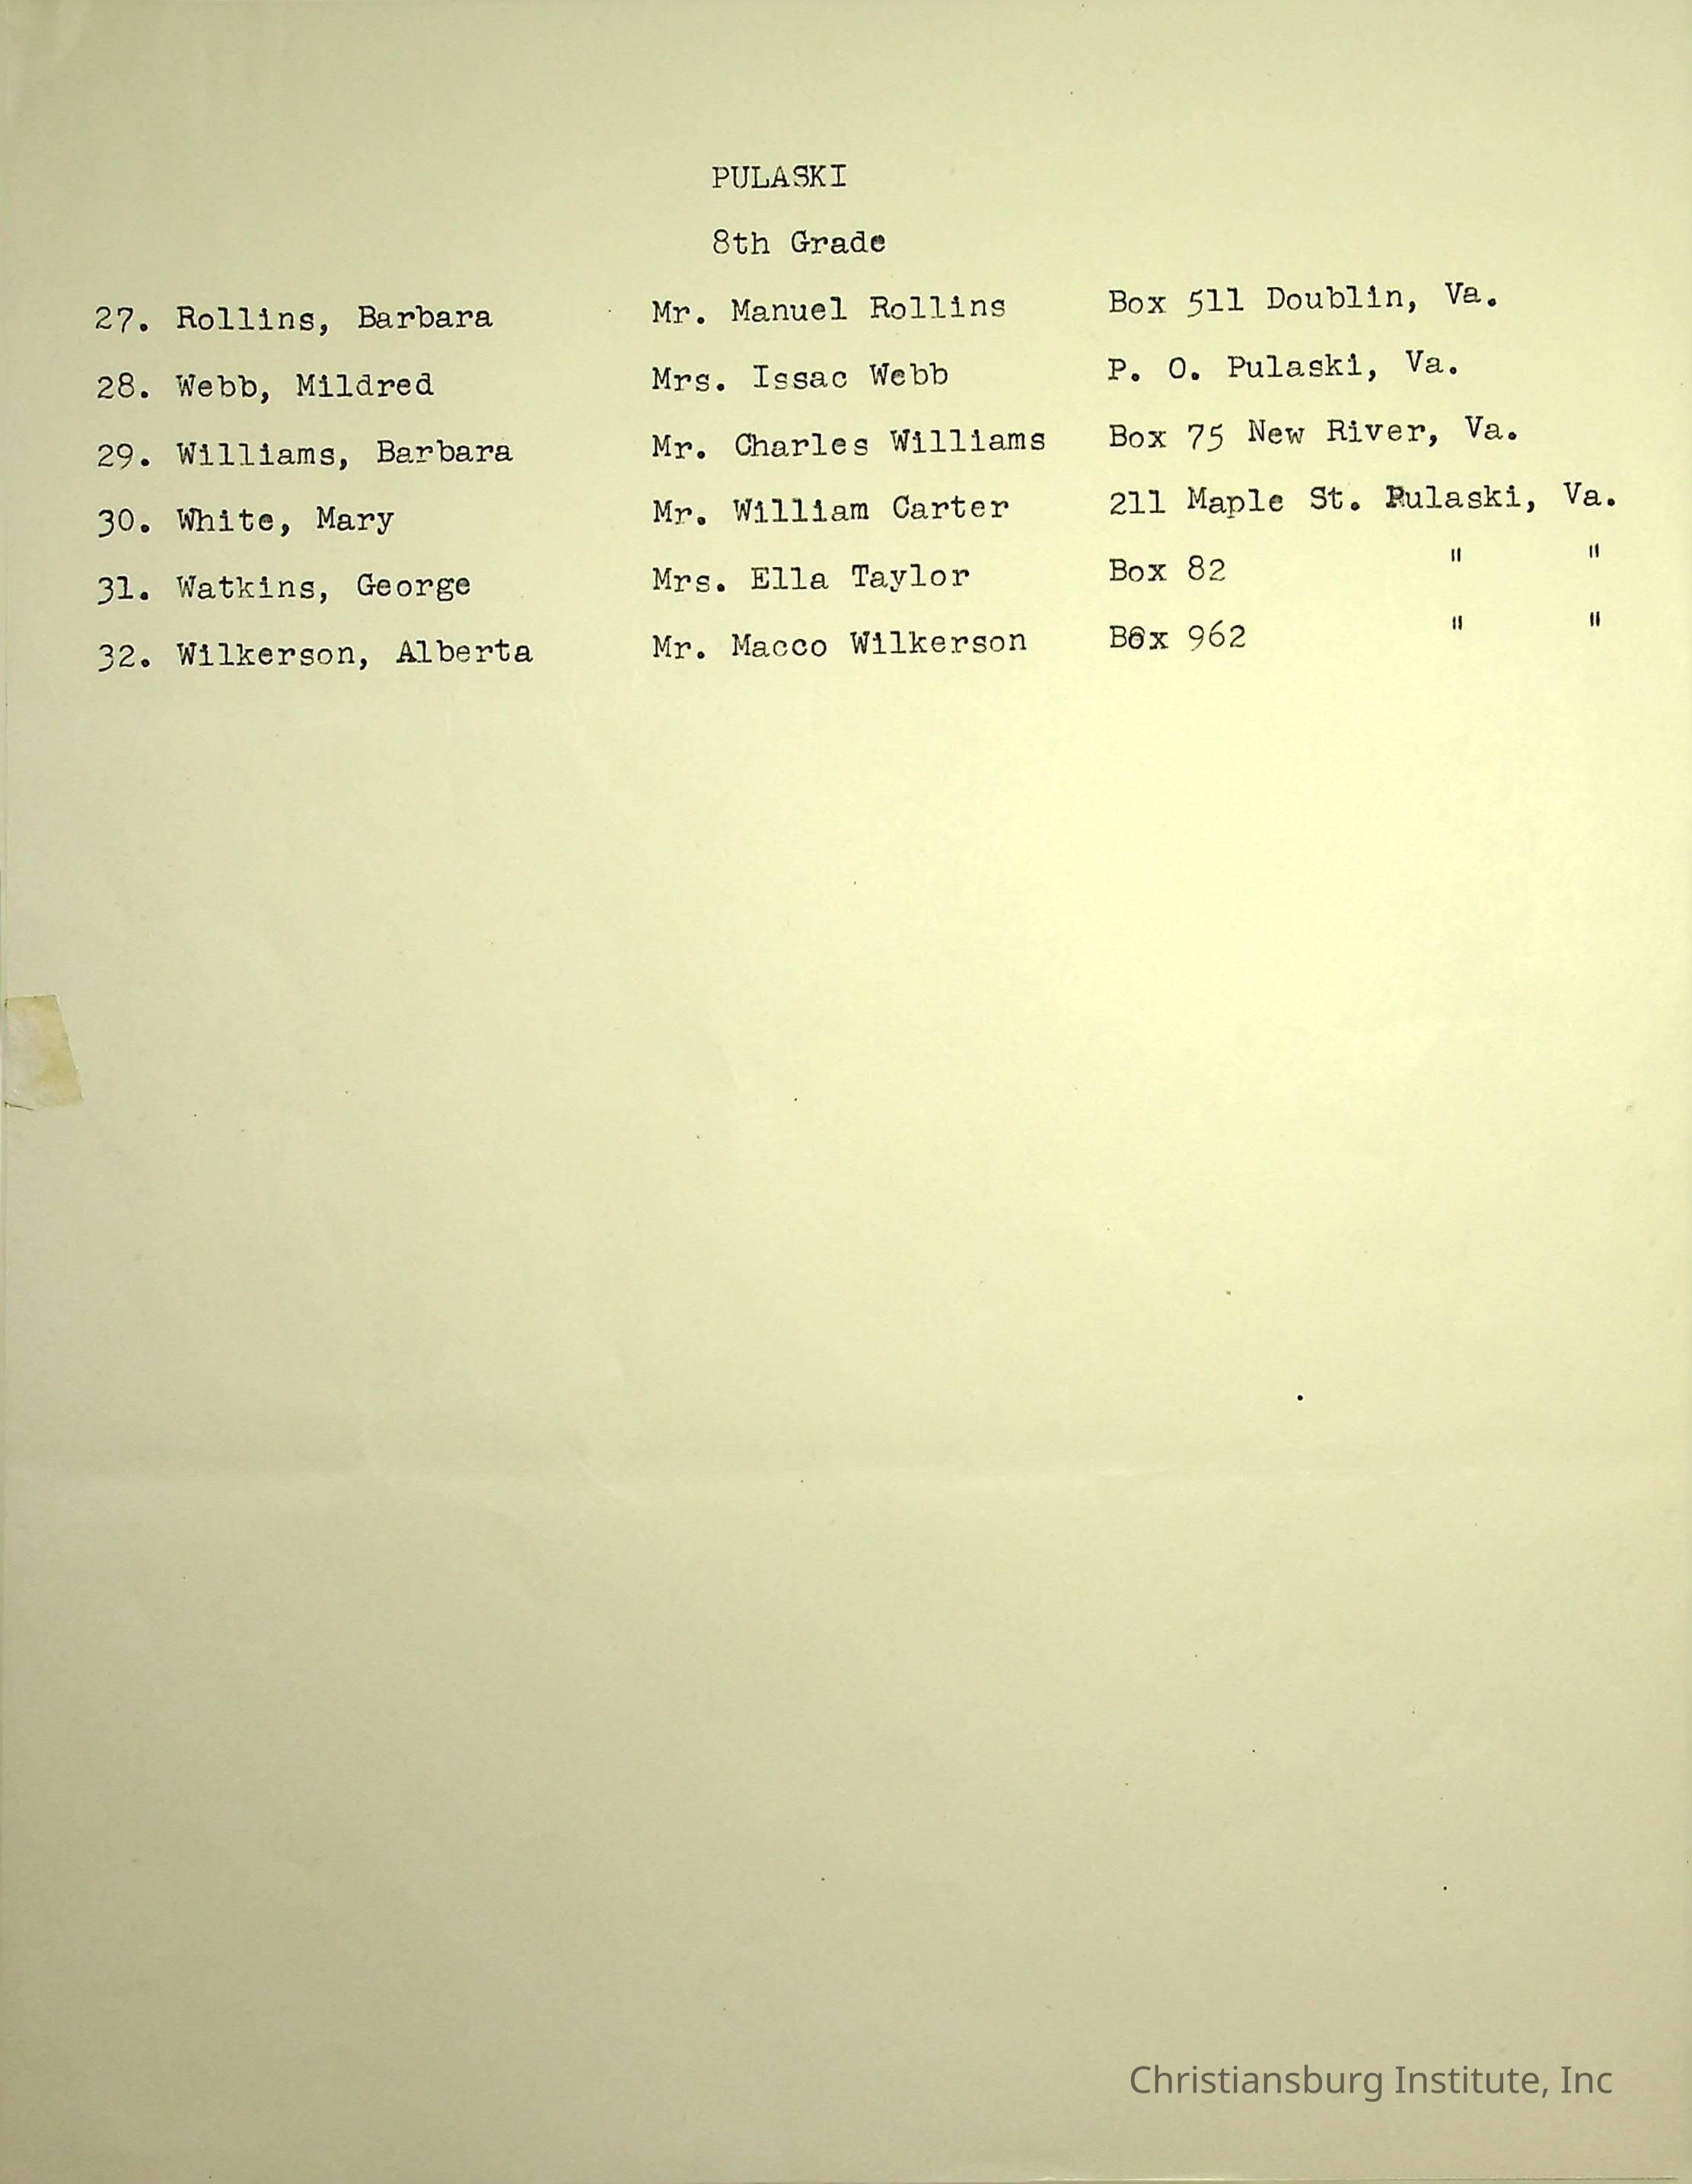 PULASKI
8th Grade
27. Rollins, Barbara Mr. Manuel Rollins Box 511 Doublin, Va.
28. Webb, Mildred Mrs. Issac Webb P. O. Pulaski, Va.
29. Williams, Barbara Mr. Charles Williams Box 75 New River, Va.
30. White, Mary Mr. William Carter 211 Maple St. Pulaski, Va.
31. Watkins, George Mrs. Ella Taylor Box 82 " "
32. Wilkerson, Alberta Mr. Macco Wilkerson Box 962 " "
Christiansburg Institute, Inc